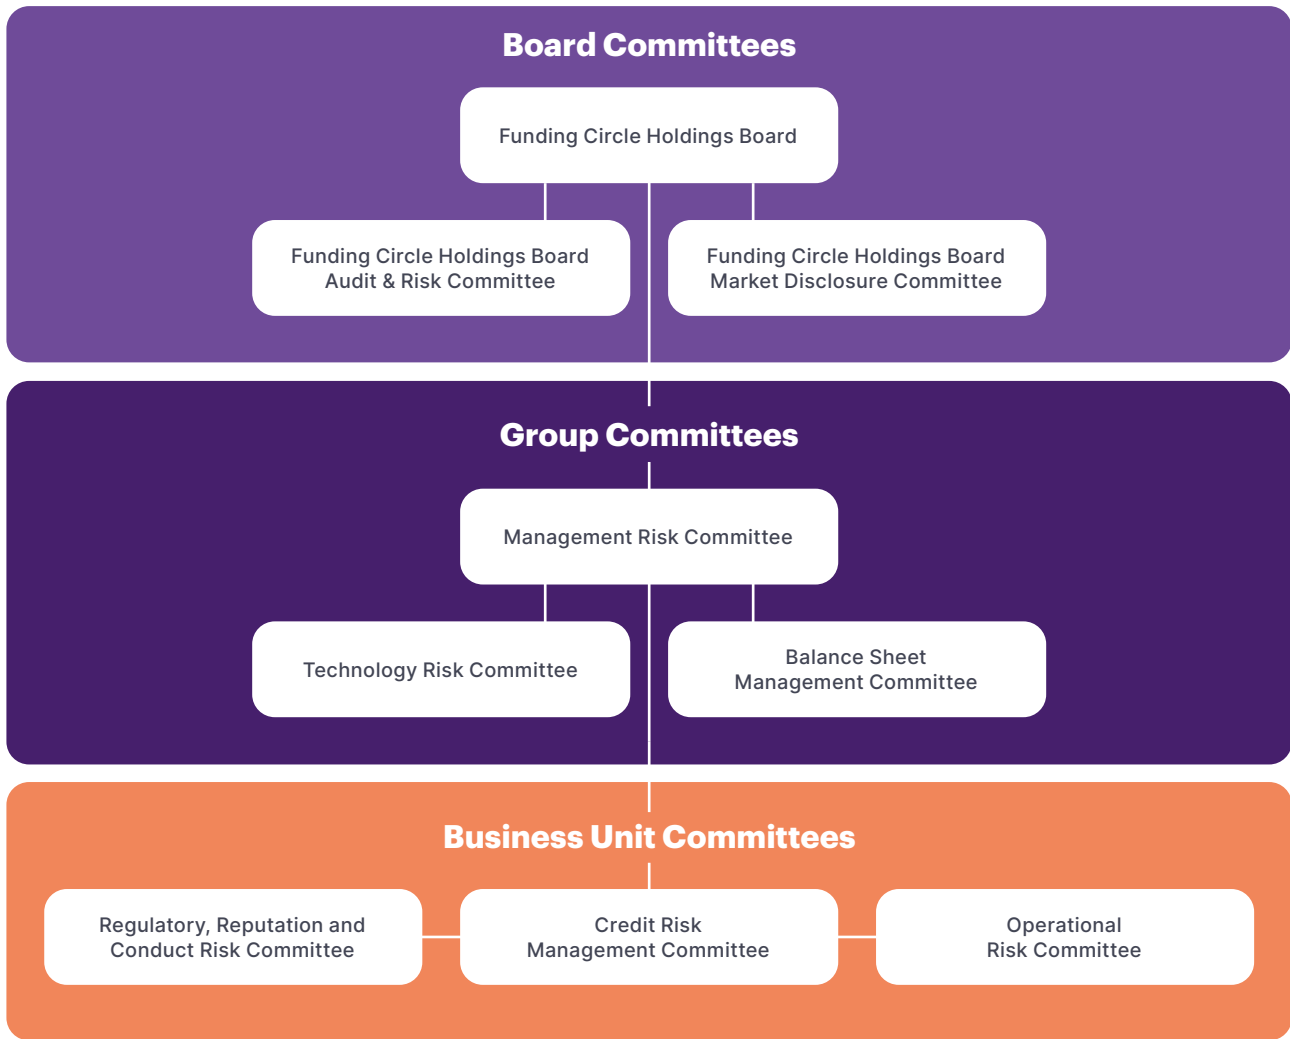 Board Committees
Funding Circle Holdings Board
Funding Circle Holdings Board
Audit & Risk Committee
Funding Circle Holdings Board
Market Disclosure Committee
Group Committees
Management Risk Committee
Technology Risk Committee
Balance Sheet
Management Committee
Business Unit Committees
Regulatory, Reputation and
Conduct Risk Committee
Credit Risk
Management Committee
Operational
Risk Committee